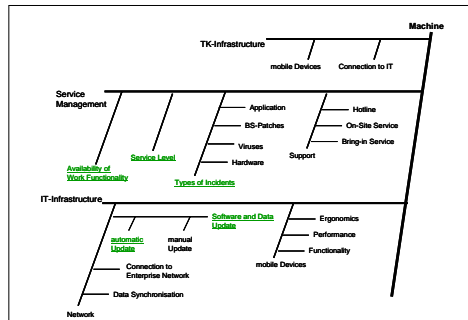 Machine
TK-Infrastructure
mobile Devices
Connection to IT
Service
Management
Application
BS-Patches
Viruses
Hardware
Hotline
On-Site Service
Bring-in Service
Support
Service Level
Availability of
Work Functionality
Types of Incidents
IT-Infrastructure
Software and Data
Update
automatic
Update
manual
Update
Ergonomics
Performance
Functionality
mobile Devices
Connection to
Enterprise Network
Data Synchronisation
Network